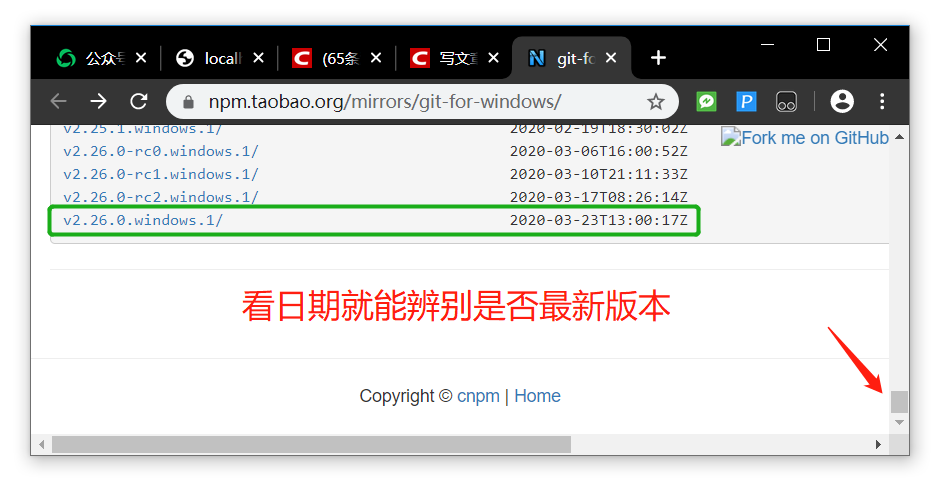 公众号
locall
(65条
写文章
git-fo
npm.taobao.org/mirrors/git-for-windows/
v2.25.1.windows.1/ 2020-02-19T18:30:02Z
Fork me on GitHub
v2.26.0-rc0.windows.1/ 2020-03-06T16:00:52Z
v2.26.0-rc1.windows.1/ 2020-03-10T21:11:33Z
v2.26.0-rc2.windows.1/ 2020-03-17T08:26:14Z
v2.26.0.windows.1/ 2020-03-23T13:00:17Z
看日期就能辨别是否最新版本
Copyright © cnpm | Home